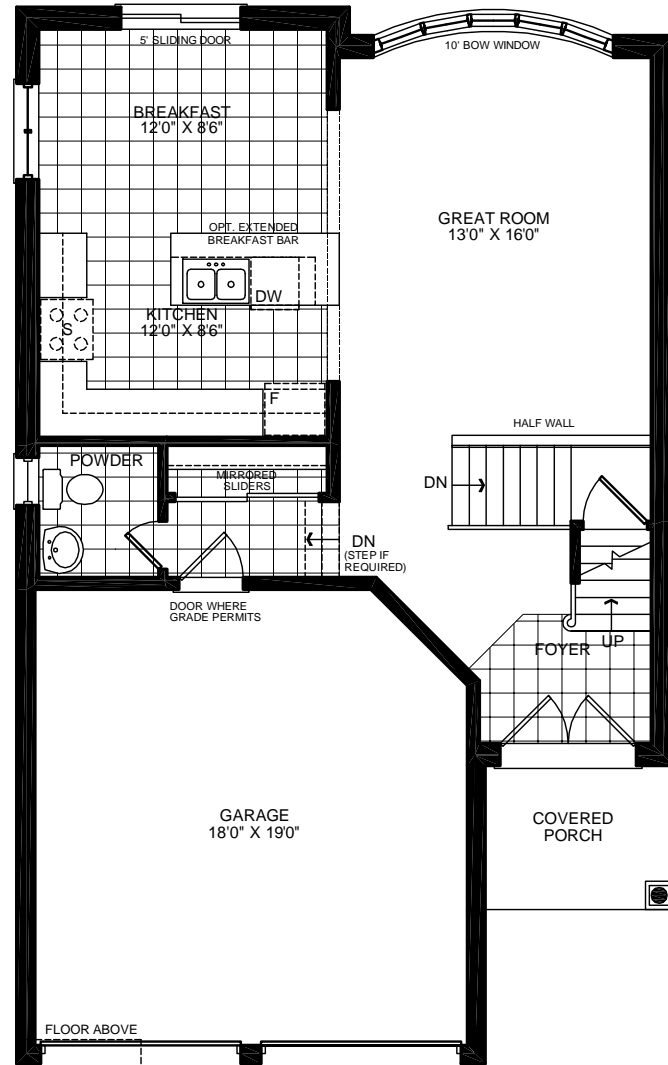 5' SLIDING DOOR
10' BOW WINDOW
BREAKFAST
12'0" X 8'6"
GREAT ROOM
13'0" X 16'0"
OPT. EXTENDED
BREAKFAST BAR
DW
KITCHEN
12'0" X 8'6"
S
F
HALF WALL
POWDER
MIRRORED
SLIDERS
DN
DN
(STEP IF
REQUIRED)
DOOR WHERE
GRADE PERMITS
FOYER
UP
GARAGE
18'0" X 19'0"
COVERED
PORCH
FLOOR ABOVE